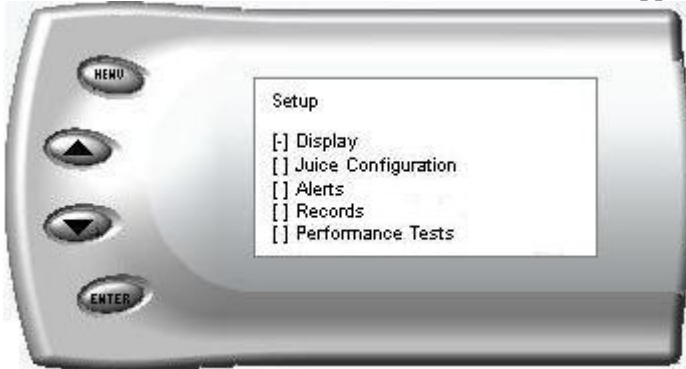 MENU
Setup
[-] Display
[ ] Juice Configuration
[ ] Alerts
[ ] Records
[ ] Performance Tests
ENTER